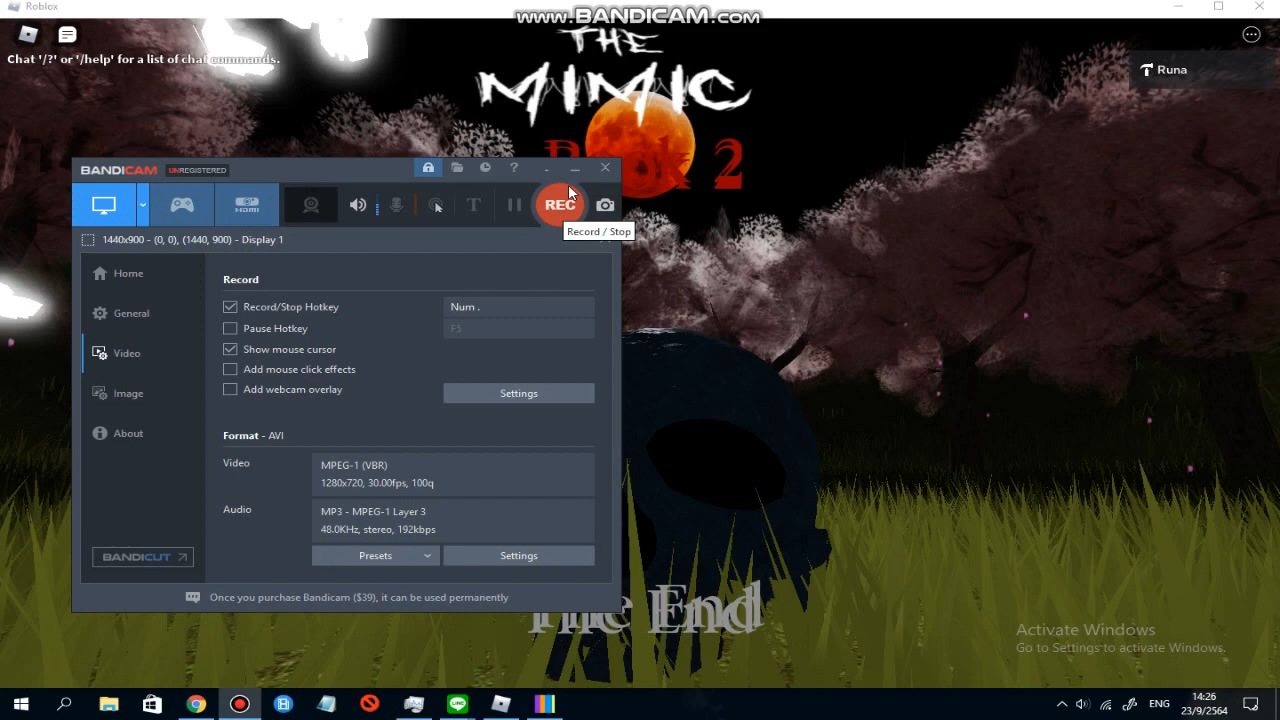 Roblox
www.BANDICAM.com
Chat '/?' or '/help' for a list of chat commands.
THE
MIMIC
Book 2
Runa
BANDICAM UNREGISTERED
HDMI
T
REC
Record / Stop
1440x900 - (0, 0), (1440, 900) - Display 1
Home
General
Video
Image
About
BANDICUT
Record
Record/Stop Hotkey
Num .
Pause Hotkey
F5
Show mouse cursor
Add mouse click effects
Add webcam overlay
Settings
Format - AVI
Video
MPEG-1 (VBR)
1280x720, 30.00fps, 100q
Audio
MP3 - MPEG-1 Layer 3
48.0KHz, stereo, 192kbps
Presets
Settings
Once you purchase Bandicam ($39), it can be used permanently
The End
Activate Windows
Go to Settings to activate Windows.
LINE
ENG
14:26
23/9/2564